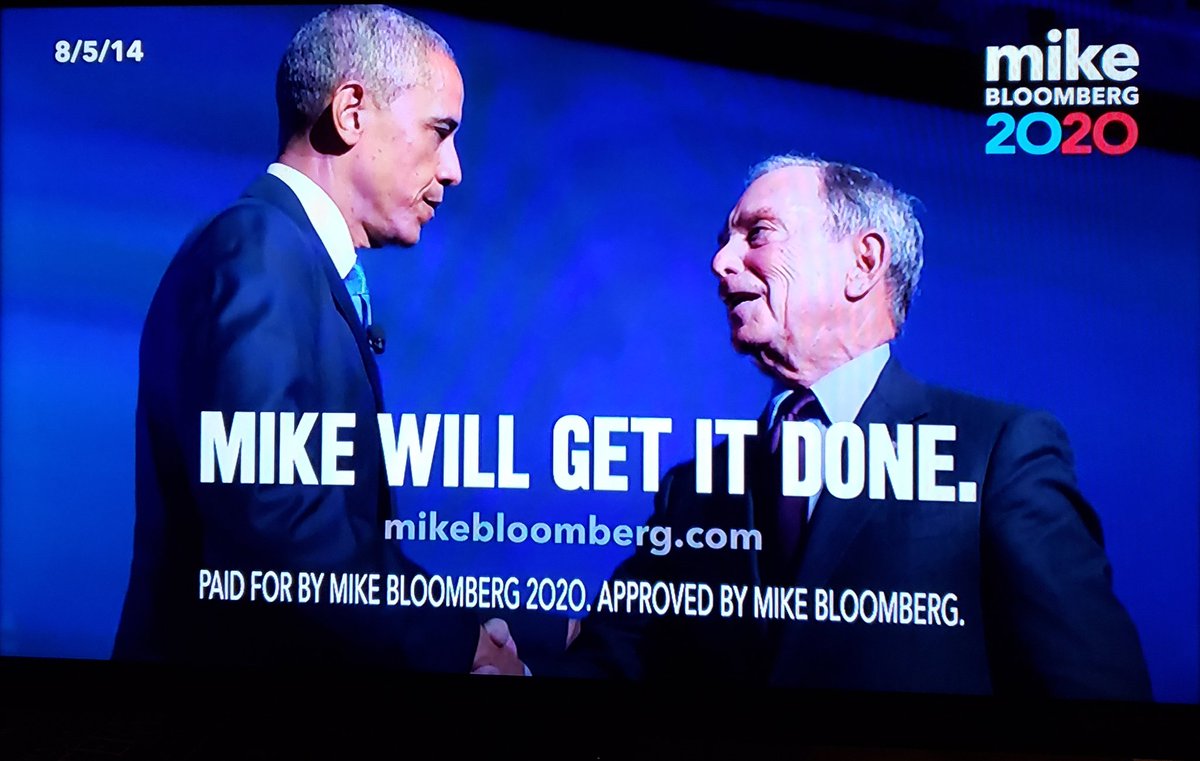 8/5/14
mike
BLOOMBERG
2020
MIKE WILL GET IT DONE.
mikebloomberg.com
PAID FOR BY MIKE BLOOMBERG 2020. APPROVED BY MIKE BLOOMBERG.